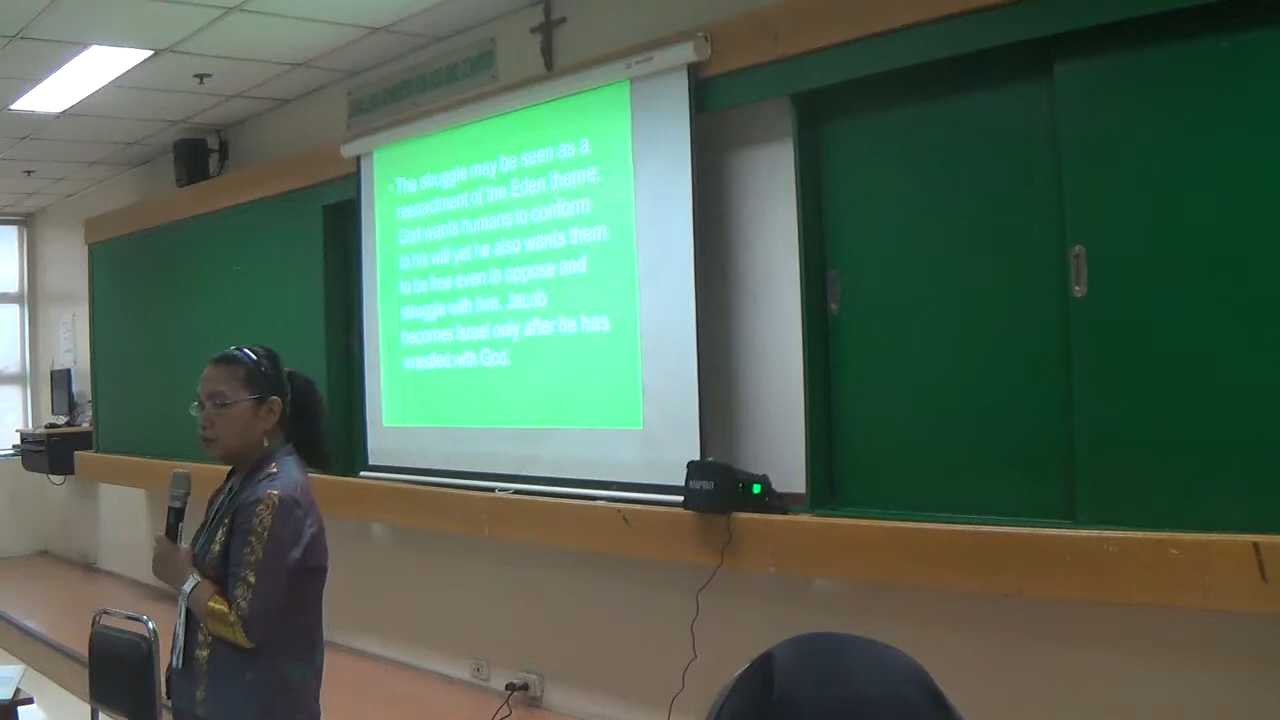 The struggle may be seen as a
reenactment of the Eden theme:
God wants humans to conform
to his will yet he also wants them
to be free even to oppose and
struggle with him. Jacob
becomes Israel only after he has
wrestled with God.
MIPRO